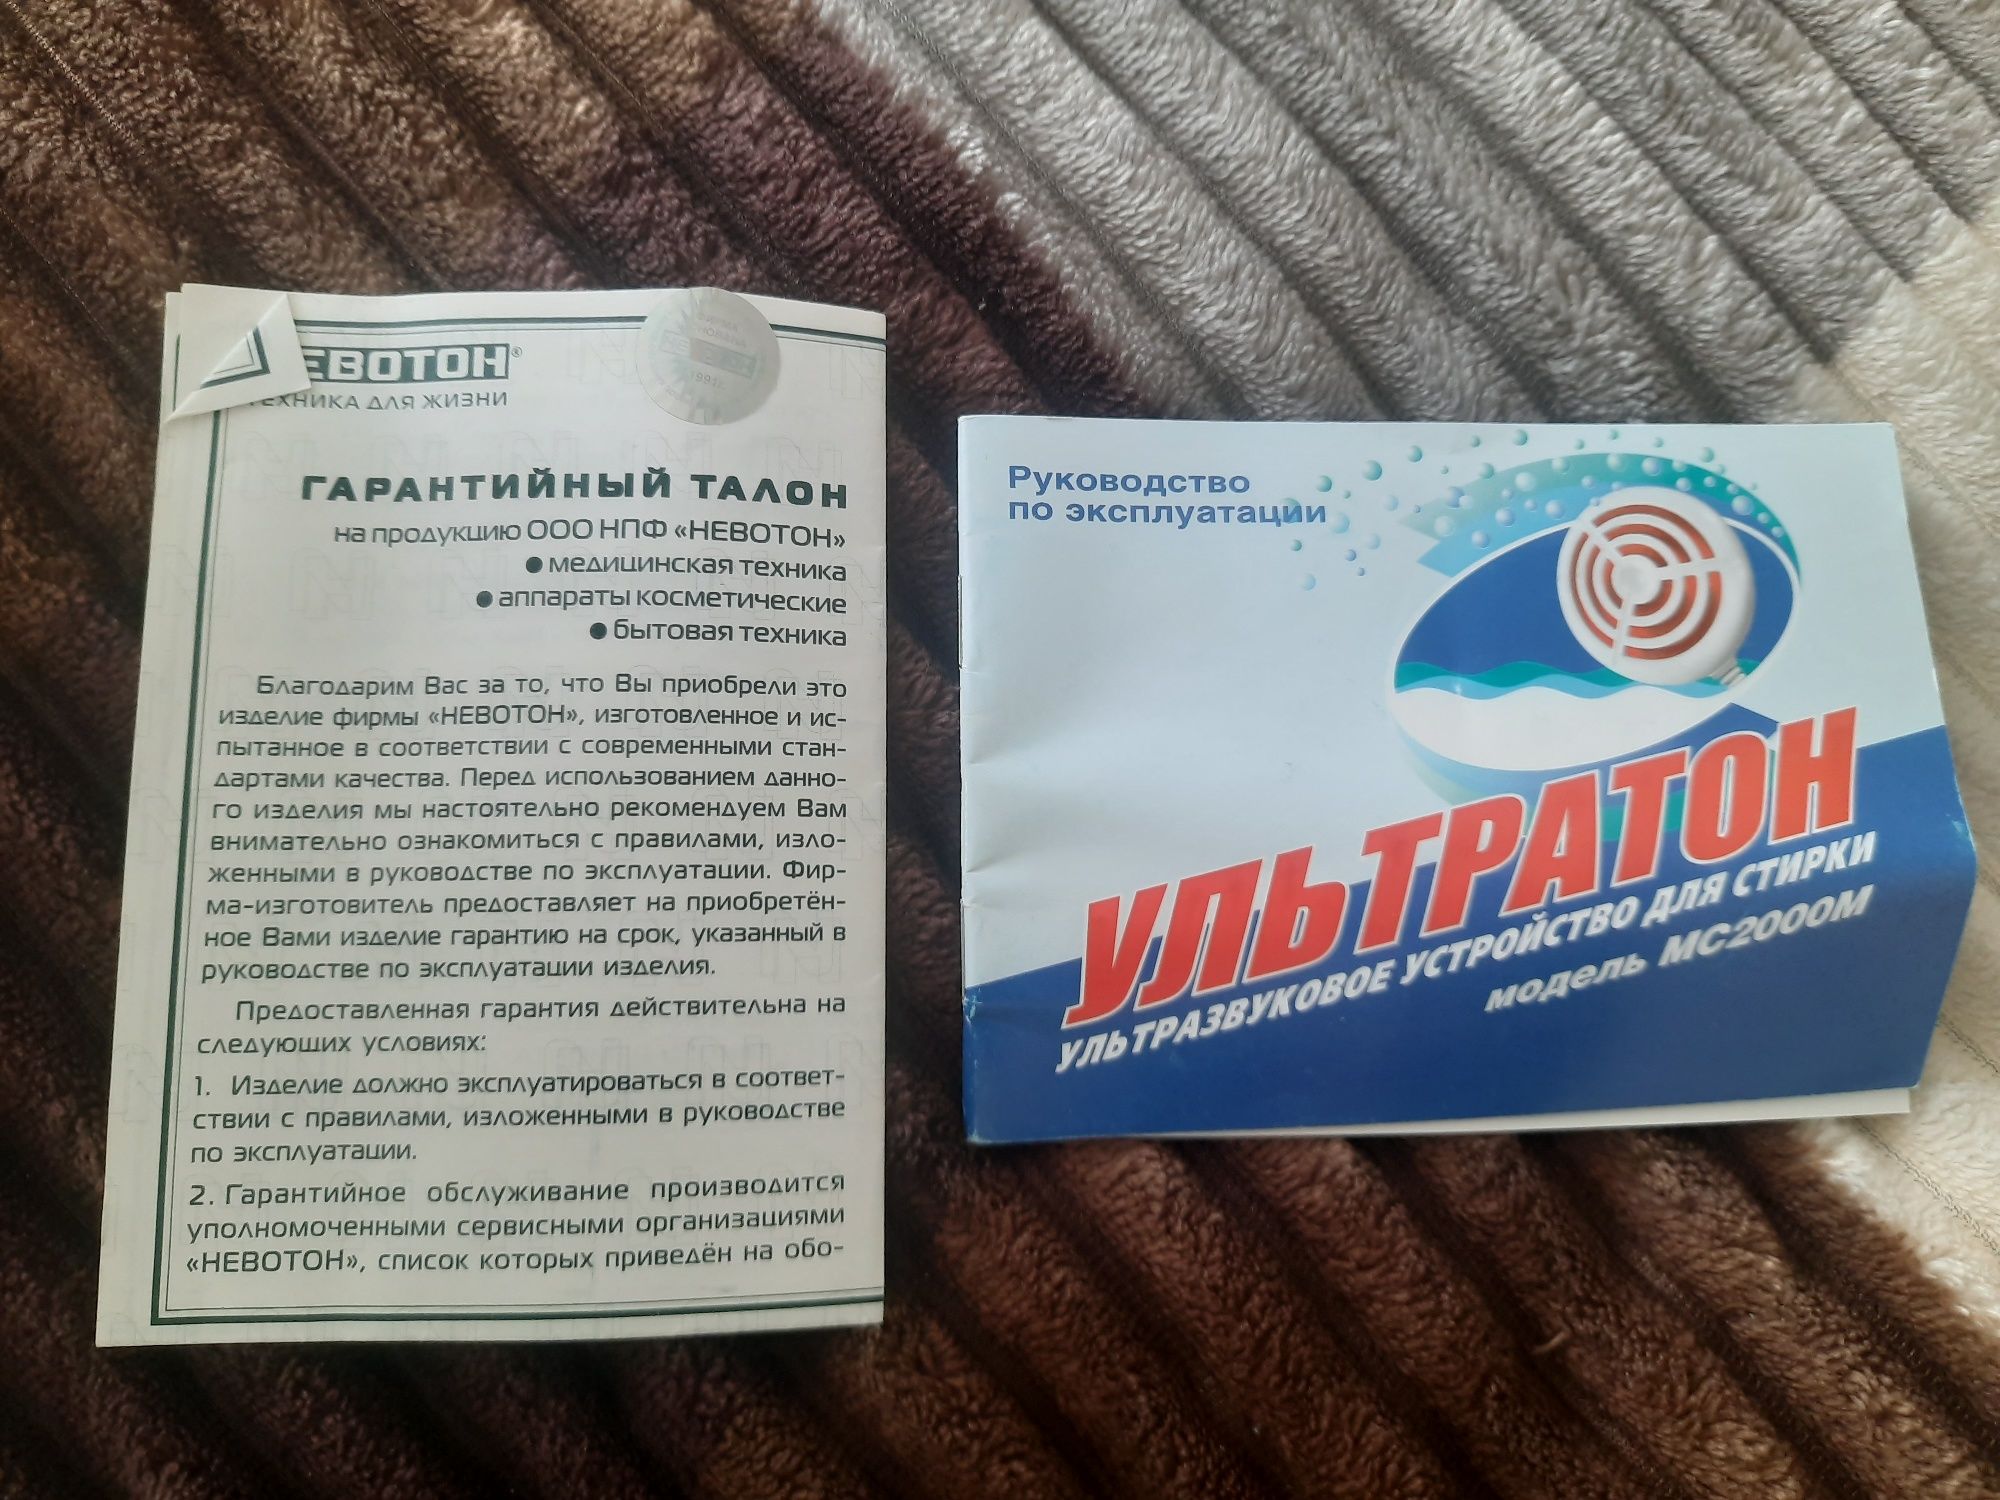 НЕВОТОН®
ТЕХНИКА ДЛЯ ЖИЗНИ
1991г.
ГАРАНТИЙНЫЙ ТАЛОН
на продукцию ООО НПФ «НЕВОТОН»
● медицинская техника
● аппараты косметические
● бытовая техника
Благодарим Вас за то, что Вы приобрели это
изделие фирмы «НЕВОТОН», изготовленное и ис-
пытанное в соответствии с современными стан-
дартами качества. Перед использованием данно-
го изделия мы настоятельно рекомендуем Вам
внимательно ознакомиться с правилами, изло-
женными в руководстве по эксплуатации. Фир-
ма-изготовитель предоставляет на приобретён-
ное Вами изделие гарантию на срок, указанный в
руководстве по эксплуатации изделия.
Предоставленная гарантия действительна на
следующих условиях:
1. Изделие должно эксплуатироваться в соответ-
ствии с правилами, изложенными в руководстве
по эксплуатации.
2. Гарантийное обслуживание производится
уполномоченными сервисными организациями
«НЕВОТОН», список которых приведён на обо-
Руководство
по эксплуатации
УЛЬТРАТОН
УЛЬТРАЗВУКОВОЕ УСТРОЙСТВО ДЛЯ СТИРКИ
модель МС2000М